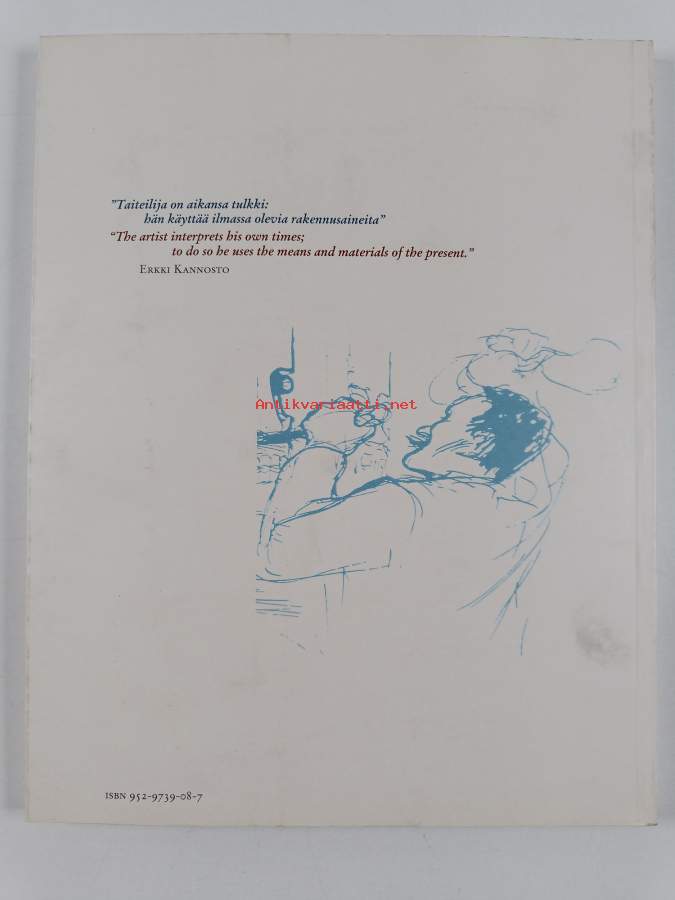 ”Taiteilija on aikansa tulkki:
hän käyttää ilmassa olevia rakennusaineita”
“The artist interprets his own times;
to do so he uses the means and materials of the present.”
Erkki Kannosto
Antikvariaatti.net
ISBN 952-9739-08-7